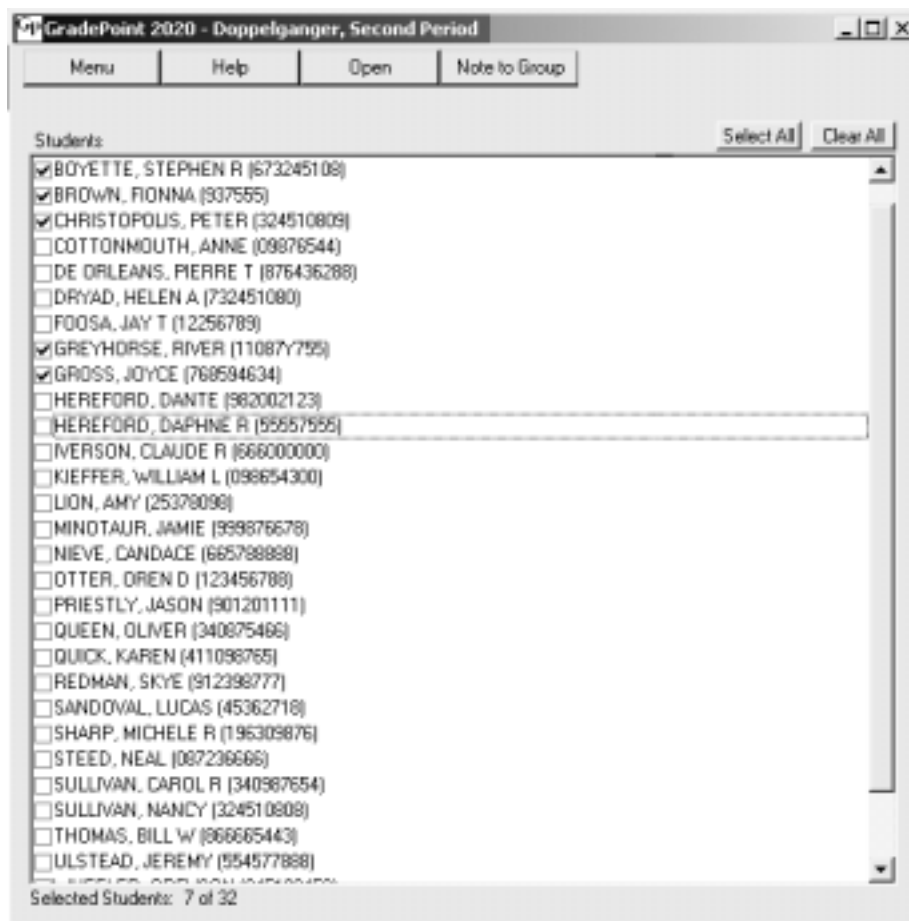 GradePoint 2020 - Doppelganger, Second Period
Menu Help Open Note to Group
Students Select All Clear All
BOYETTE, STEPHEN R (673245108)
BROWN, FIONNA (937555)
CHRISTOPOLIS, PETER (324510809)
COTTONMOUTH, ANNE (09876544)
DE ORLEANS, PIERRE T (876436288)
DRYAD, HELEN A (732451080)
FOOSA, JAY T (12256789)
GREYHORSE, RIVER (11087Y755)
GROSS, JOYCE (768594634)
HEREFORD, DANTE (982002123)
HEREFORD, DAPHNE R (55557555)
IVERSON, CLAUDE R (666000000)
KIEFFER, WILLIAM L (098654300)
LION, AMY (25378098)
MINOTAUR, JAMIE (999876678)
NIEVE, CANDACE (665788888)
OTTER, OREN D (123456788)
PRIESTLY, JASON (901201111)
QUEEN, OLIVER (340875466)
QUICK, KAREN (411098765)
REDMAN, SKYE (912398777)
SANDOVAL, LUCAS (45362718)
SHARP, MICHELE R (196309876)
STEED, NEAL (087236666)
SULLIVAN, CAROL R (340987654)
SULLIVAN, NANCY (324510808)
THOMAS, BILL W (866665443)
ULSTEAD, JEREMY (554577888)
Selected Students: 7 of 32